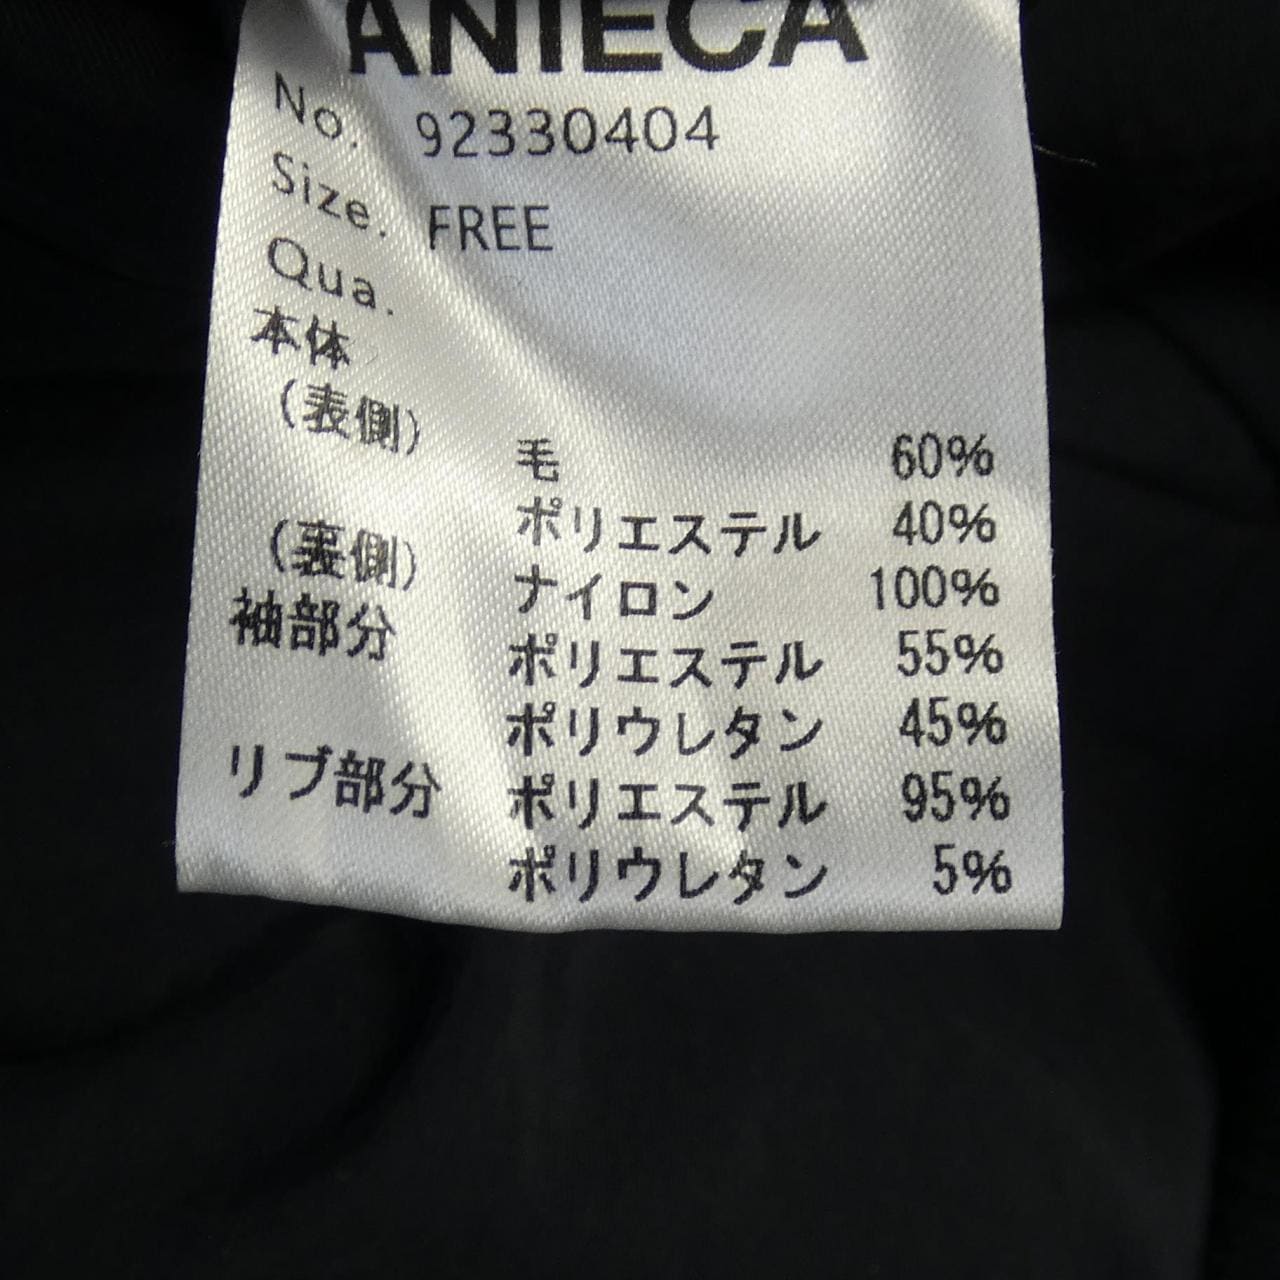 ANIECA
No. 92330404
Size. FREE
Qua.
本体
(表側) 毛 60%
ポリエステル 40%
(裏側) ナイロン 100%
袖部分 ポリエステル 55%
ポリウレタン 45%
リブ部分 ポリエステル 95%
ポリウレタン 5%